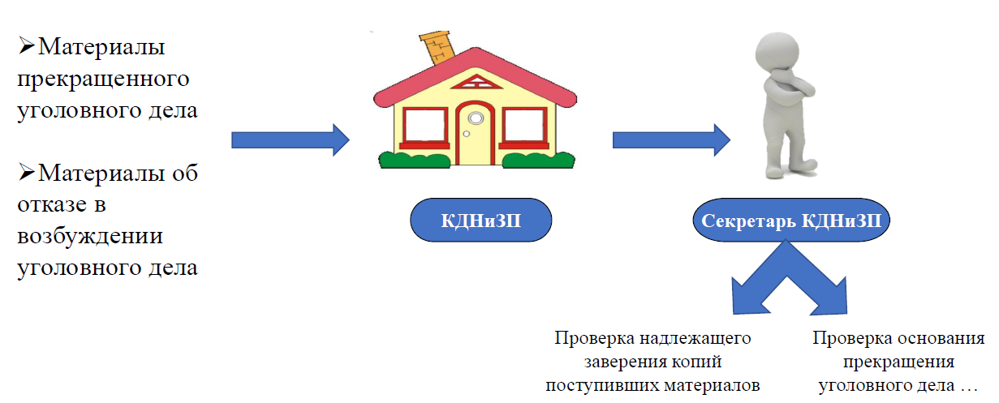 ➢Материалы
прекращенного
уголовного дела
➢Материалы об
отказе в
возбуждении
уголовного дела
КДНиЗП
Секретарь КДНиЗП
Проверка надлежащего
заверения копий
поступивших материалов
Проверка основания
прекращения
уголовного дела …